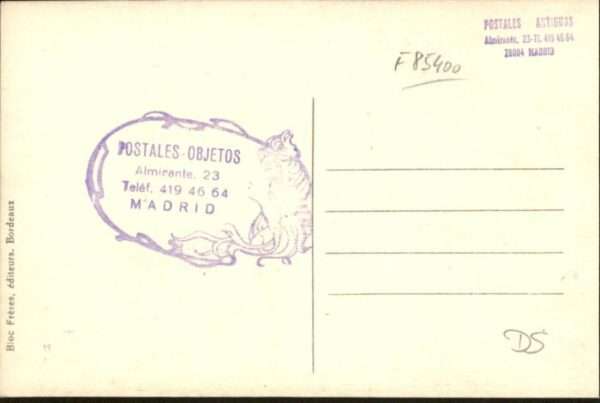 POSTALES ANTIGUAS
Almirante, 23-Tl. 419 46 64
28004 MADRID
F 85400
POSTALES-OBJETOS
Almirante, 23
Teléf. 419 46 64
MADRID
Bloc Frères, éditeurs, Bordeaux
DS